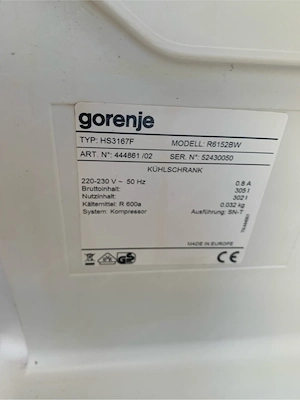 gorenje
TYP: HS3167F MODELL: R6152BW
ART. N°: 444861 /02 SER. N°: 52430050
KÜHLSCHRANK
220-230 V ~ 50 Hz 0.8 A
Bruttoinhalt: 305 l
Nutzinhalt: 302 l
Kältemittel: R 600a 0.032 kg
System: Kompressor Ausführung: SN-T
MADE IN EUROPE